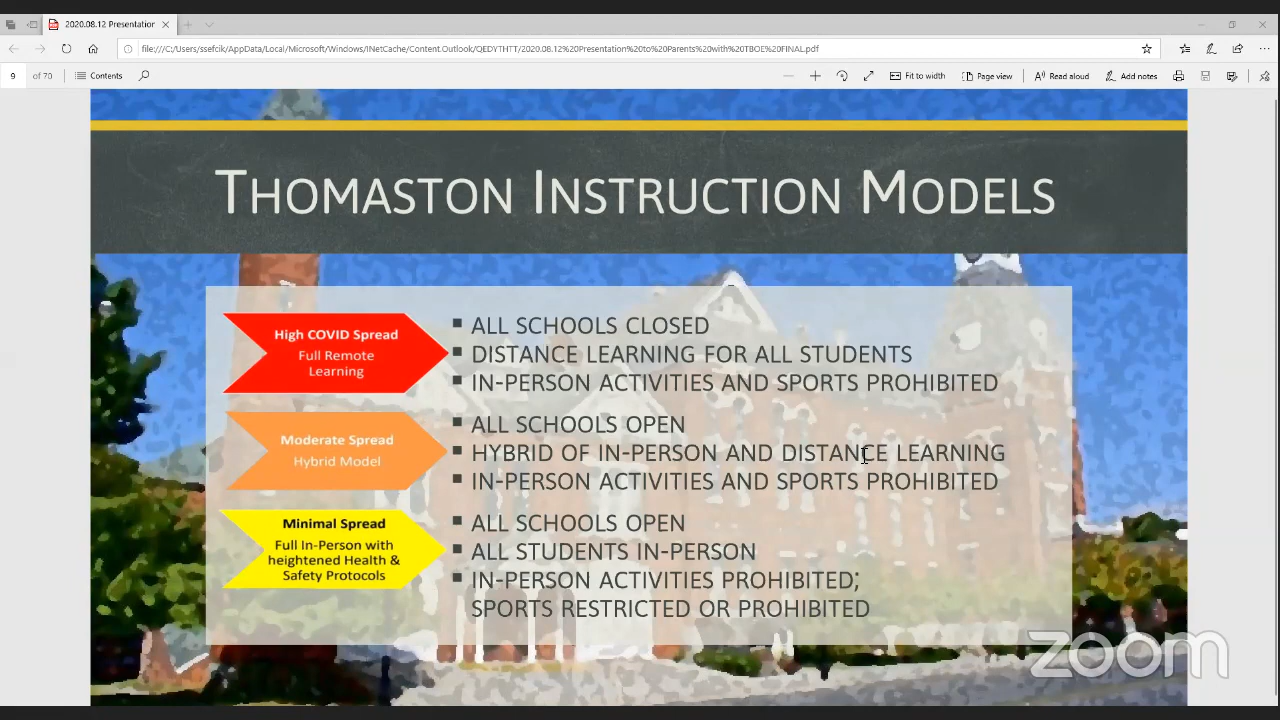 2020.08.12 Presentation
file:///C:/Users/ssefcik/AppData/Local/Microsoft/Windows/INetCache/Content.Outlook/QEDYTHTT/2020.08.12%20Presentation%20to%20Parents%20with%20TBOE%20FINAL.pdf
9 of 70 Contents Fit to width Page view Read aloud Add notes
THOMASTON INSTRUCTION MODELS
High COVID Spread
Full Remote
Learning
▪ ALL SCHOOLS CLOSED
▪ DISTANCE LEARNING FOR ALL STUDENTS
▪ IN-PERSON ACTIVITIES AND SPORTS PROHIBITED
Moderate Spread
Hybrid Model
▪ ALL SCHOOLS OPEN
▪ HYBRID OF IN-PERSON AND DISTANCE LEARNING
▪ IN-PERSON ACTIVITIES AND SPORTS PROHIBITED
Minimal Spread
Full In-Person with
heightened Health &
Safety Protocols
▪ ALL SCHOOLS OPEN
▪ ALL STUDENTS IN-PERSON
▪ IN-PERSON ACTIVITIES PROHIBITED;
SPORTS RESTRICTED OR PROHIBITED
zoom